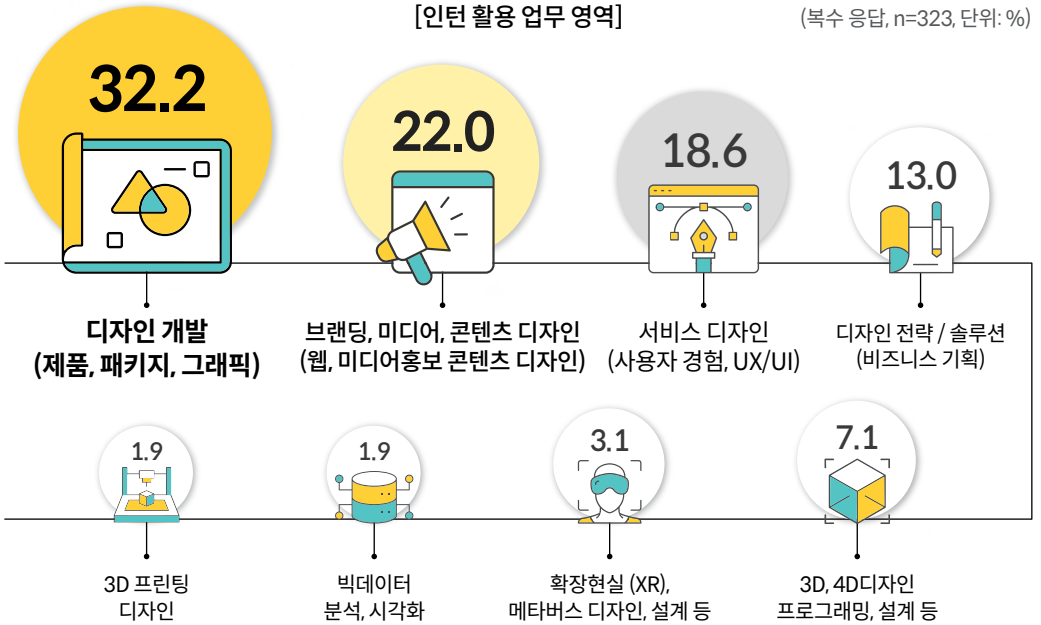 [인턴 활용 업무 영역]
(복수 응답, n=323, 단위: %)
32.2
디자인 개발
(제품, 패키지, 그래픽)
22.0
브랜딩, 미디어, 콘텐츠 디자인
(웹, 미디어홍보 콘텐츠 디자인)
18.6
서비스 디자인
(사용자 경험, UX/UI)
13.0
디자인 전략 / 솔루션
(비즈니스 기획)
1.9
3D 프린팅
디자인
1.9
빅데이터
분석, 시각화
3.1
확장현실 (XR),
메타버스 디자인, 설계 등
7.1
3D, 4D디자인
프로그래밍, 설계 등